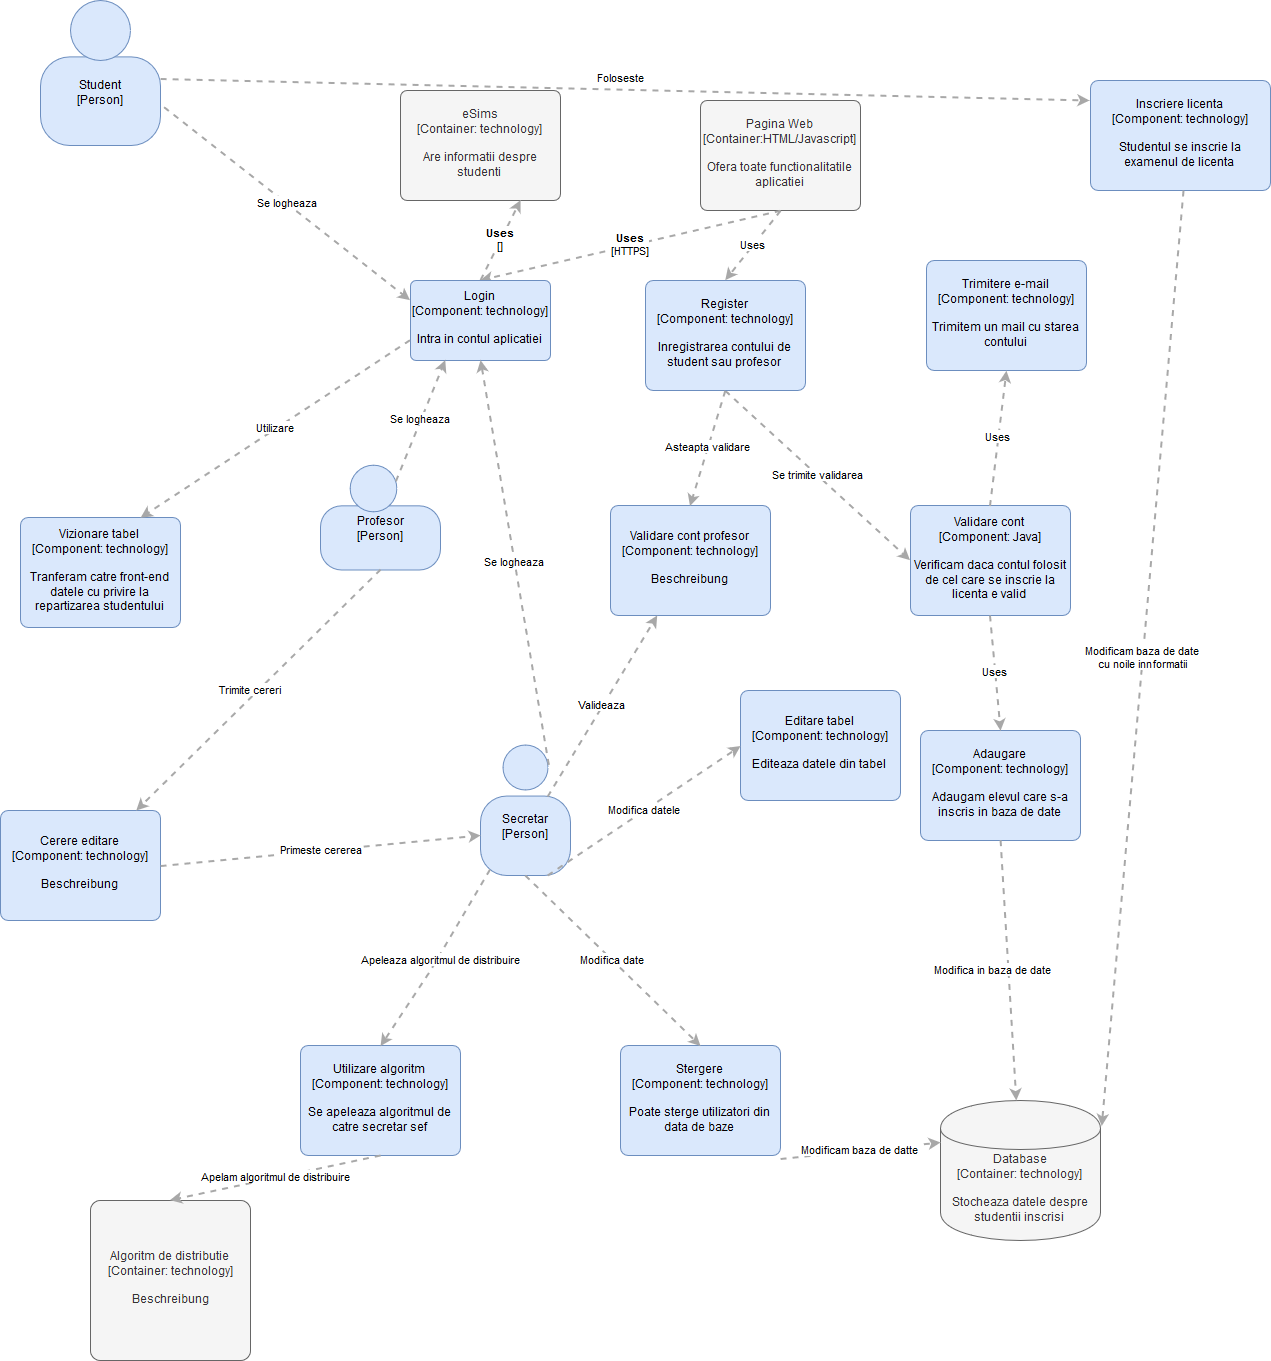 Student
[Person]
Foloseste
Inscriere licenta
[Component: technology]
Studentul se inscrie la
examenul de licenta
eSims
[Container: technology]
Are informatii despre
studenti
Pagina Web
[Container:HTML/Javascript]
Ofera toate functionalitatile
aplicatiei
Se logheaza
Uses
[]
Uses
[HTTPS]
Uses
Login
[Component: technology]
Intra in contul aplicatiei
Register
[Component: technology]
Inregistrarea contului de
student sau profesor
Trimitere e-mail
[Component: technology]
Trimitem un mail cu starea
contului
Utilizare
Se logheaza
Asteapta validare
Se trimite validarea
Uses
Vizionare tabel
[Component: technology]
Tranferam catre front-end
datele cu privire la
repartizarea studentului
Profesor
[Person]
Se logheaza
Validare cont profesor
[Component: technology]
Beschreibung
Validare cont
[Component: Java]
Verificam daca contul folosit
de cel care se inscrie la
licenta e valid
Modificam baza de date
cu noile innformatii
Uses
Trimite cereri
Valideaza
Editare tabel
[Component: technology]
Editeaza datele din tabel
Adaugare
[Component: technology]
Adaugam elevul care s-a
inscris in baza de date
Cerere editare
[Component: technology]
Beschreibung
Primeste cererea
Secretar
[Person]
Modifica datele
Apeleaza algoritmul de distribuire
Modifica date
Modifica in baza de date
Utilizare algoritm
[Component: technology]
Se apeleaza algoritmul de
catre secretar sef
Stergere
[Component: technology]
Poate sterge utilizatori din
data de baze
Modificam baza de datte
Database
[Container: technology]
Stocheaza datele despre
studentii inscrisi
Apelam algoritmul de distribuire
Algoritm de distributie
[Container: technology]
Beschreibung